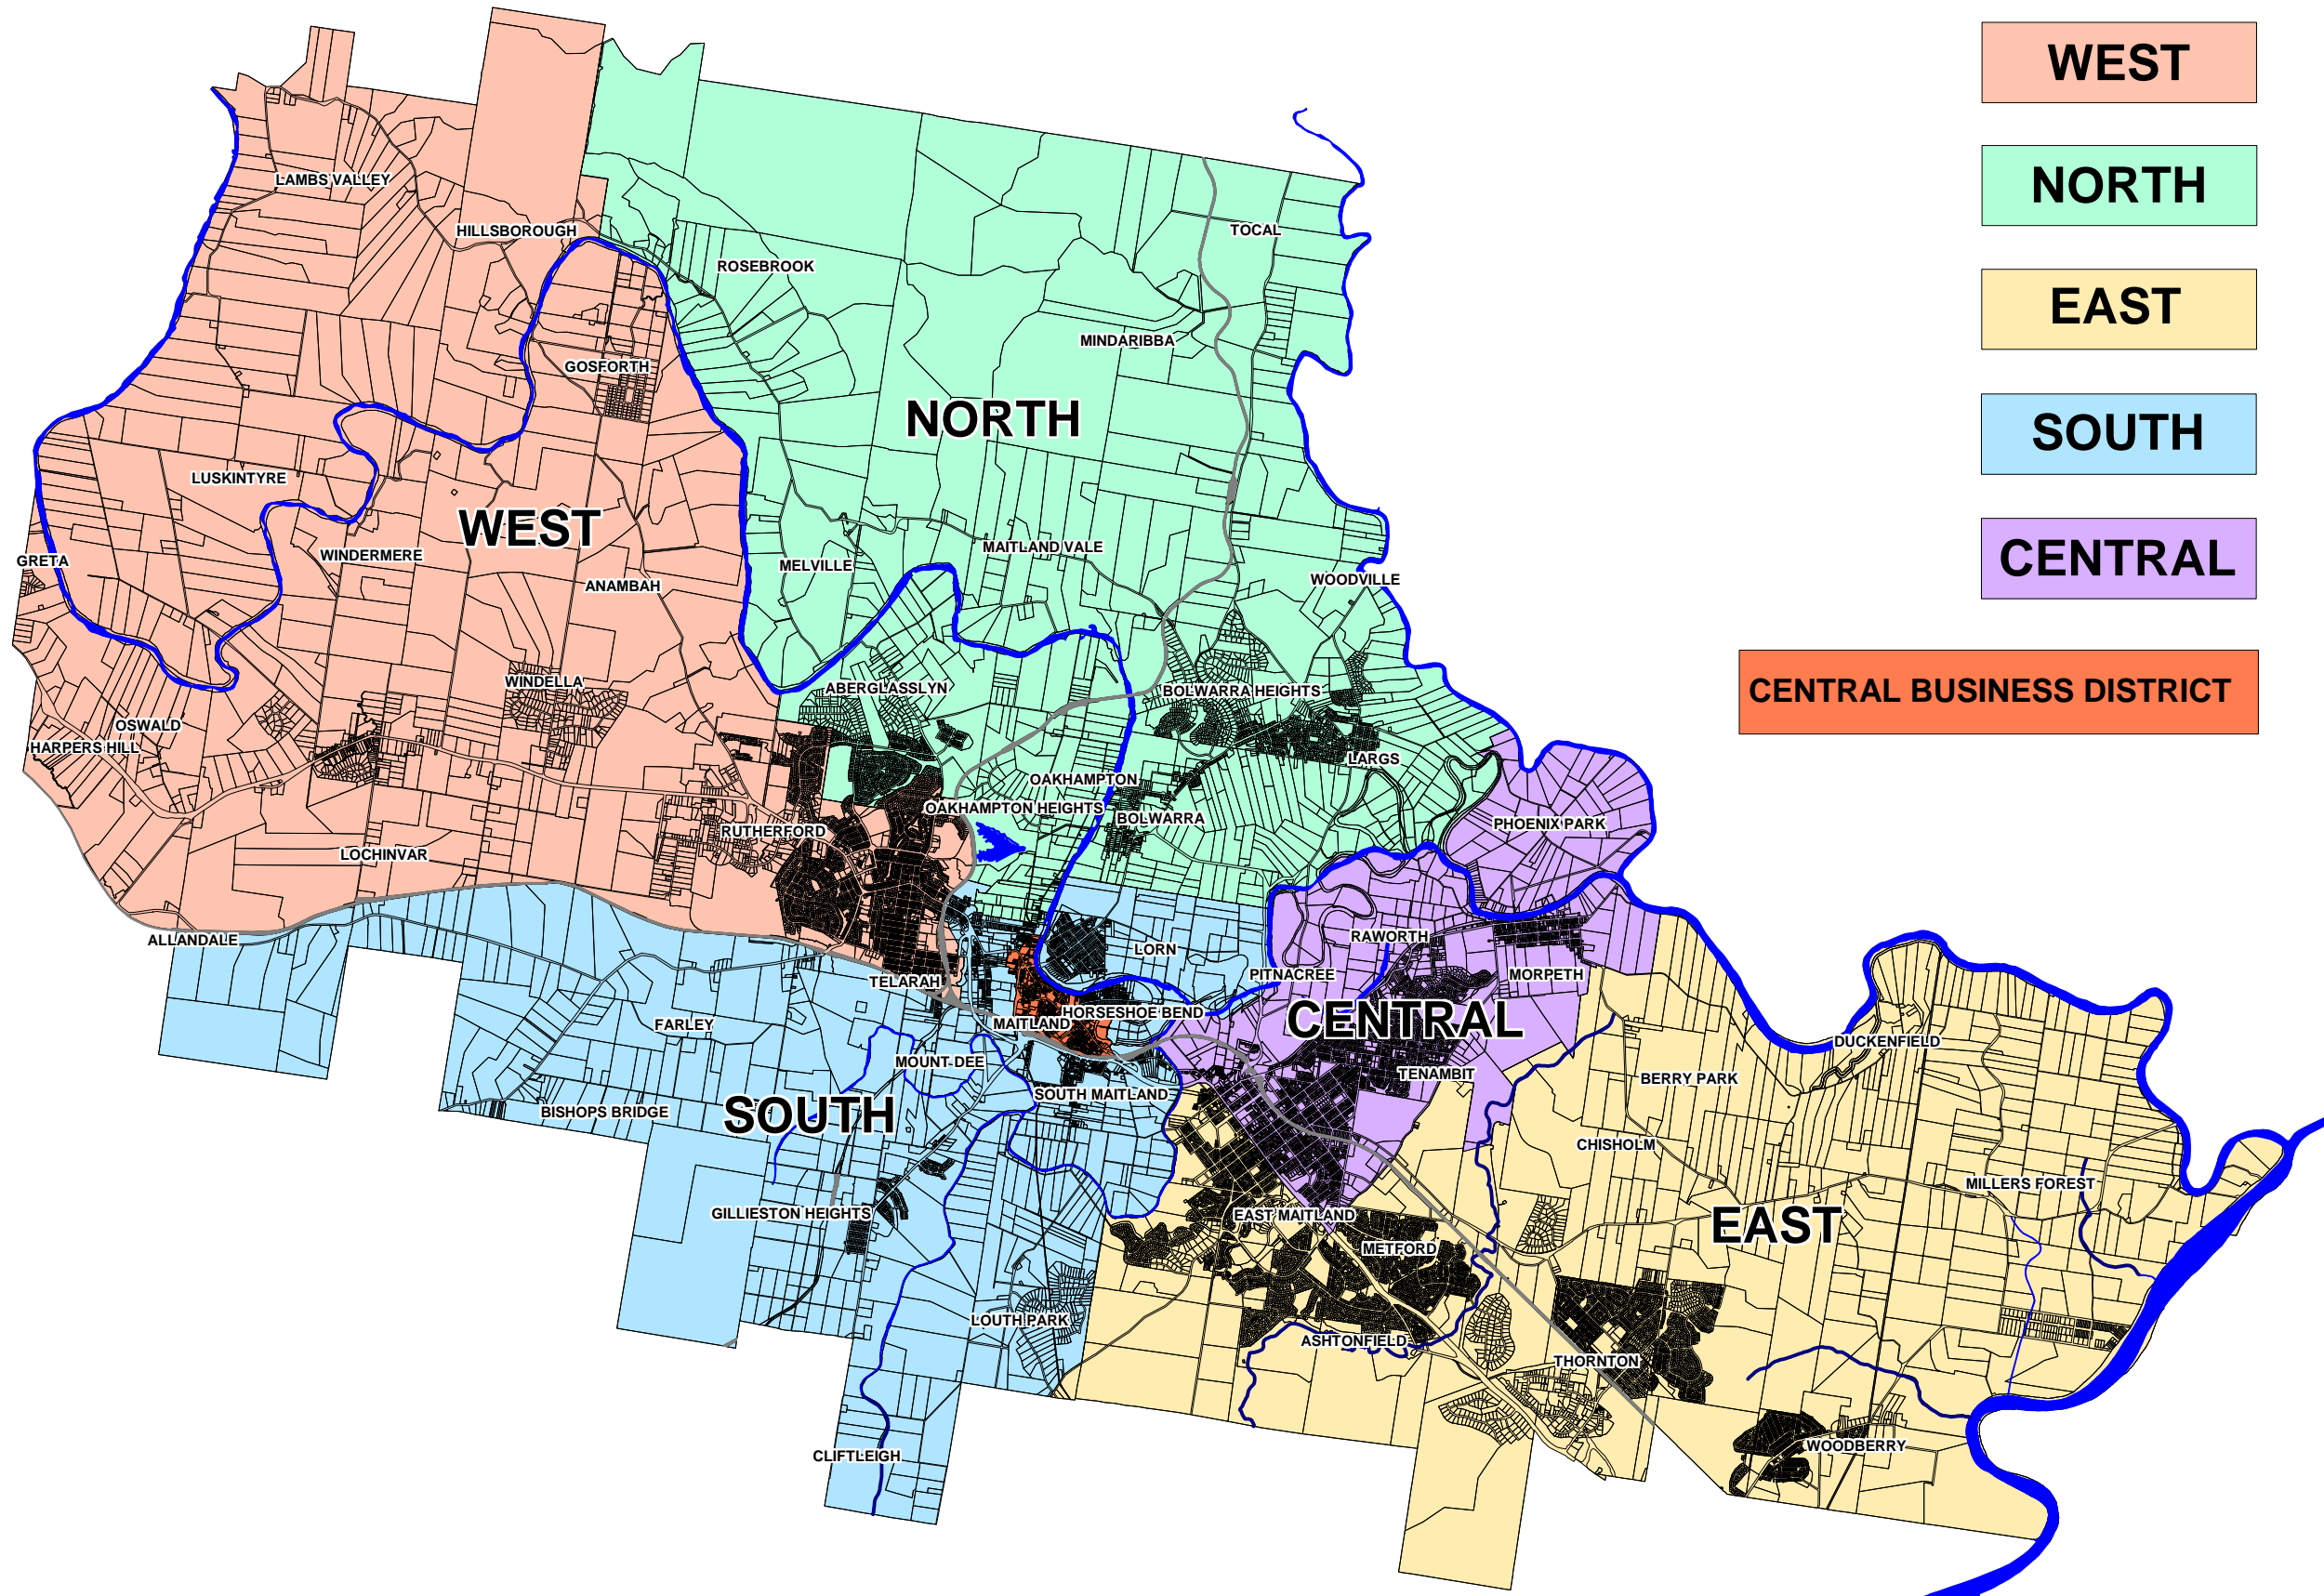 WEST
NORTH
EAST
SOUTH
CENTRAL
CENTRAL BUSINESS DISTRICT
LAMBS VALLEY
HILLSBOROUGH
TOCAL
ROSEBROOK
MINDARIBBA
GOSFORTH
NORTH
LUSKINTYRE
WEST
GRETA
WINDERMERE
ANAMBAH
MELVILLE
MAITLAND VALE
WOODVILLE
WINDELLA
ABERGLASSLYN
BOLWARRA HEIGHTS
OSWALD
HARPERS HILL
LARGS
OAKHAMPTON
OAKHAMPTON HEIGHTS
BOLWARRA
PHOENIX PARK
RUTHERFORD
LOCHINVAR
ALLANDALE
LORN
RAWORTH
TELARAH
PITNACREE
MORPETH
FARLEY
MAITLAND
HORSESHOE BEND
CENTRAL
MOUNT DEE
DUCKENFIELD
TENAMBIT
BERRY PARK
SOUTH MAITLAND
BISHOPS BRIDGE
SOUTH
CHISHOLM
MILLERS FOREST
GILLIESTON HEIGHTS
EAST MAITLAND
EAST
METFORD
LOUTH PARK
ASHTONFIELD
THORNTON
CLIFTLEIGH
WOODBERRY